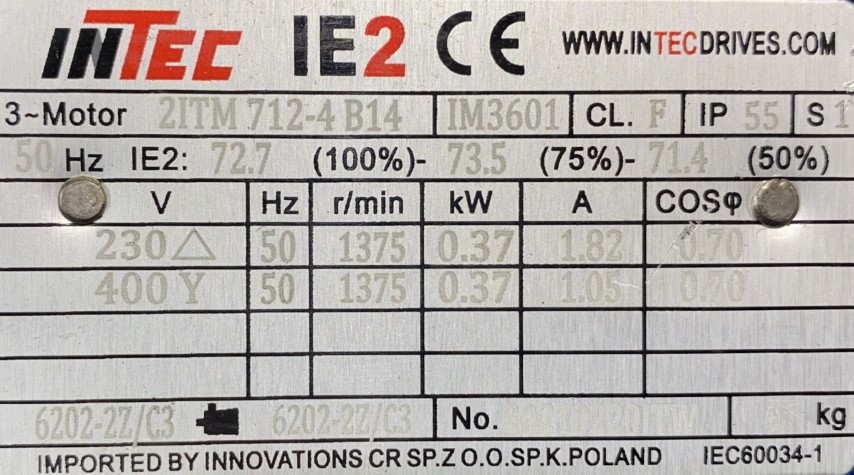 INTEC IE2 CE WWW.INTECDRIVES.COM
3~Motor 2ITM 712-4 B14 IM3601 CL. F IP 55 S 1
50 Hz IE2: 72.7 (100%)- 73.5 (75%)- 71.4 (50%)
V Hz r/min kW A COSφ
230 △ 50 1375 0.37 1.82 0.70
400 Y 50 1375 0.37 1.05 0.70
6202-2Z/C3 6202-2Z/C3 No. kg
IMPORTED BY INNOVATIONS CR SP.Z O.O.SP.K.POLAND IEC60034-1